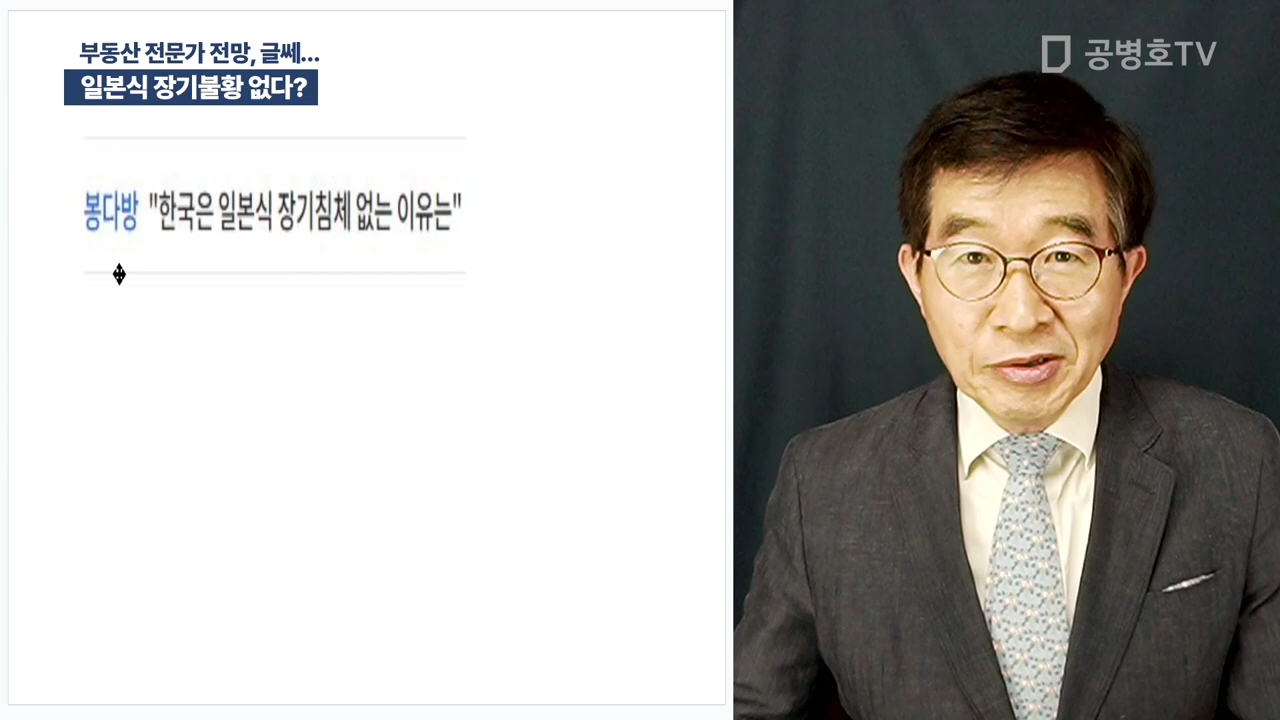 부동산 전문가 전망, 글쎄...
일본식 장기불황 없다?
공병호TV
봉다방 "한국은 일본식 장기침체 없는 이유는"